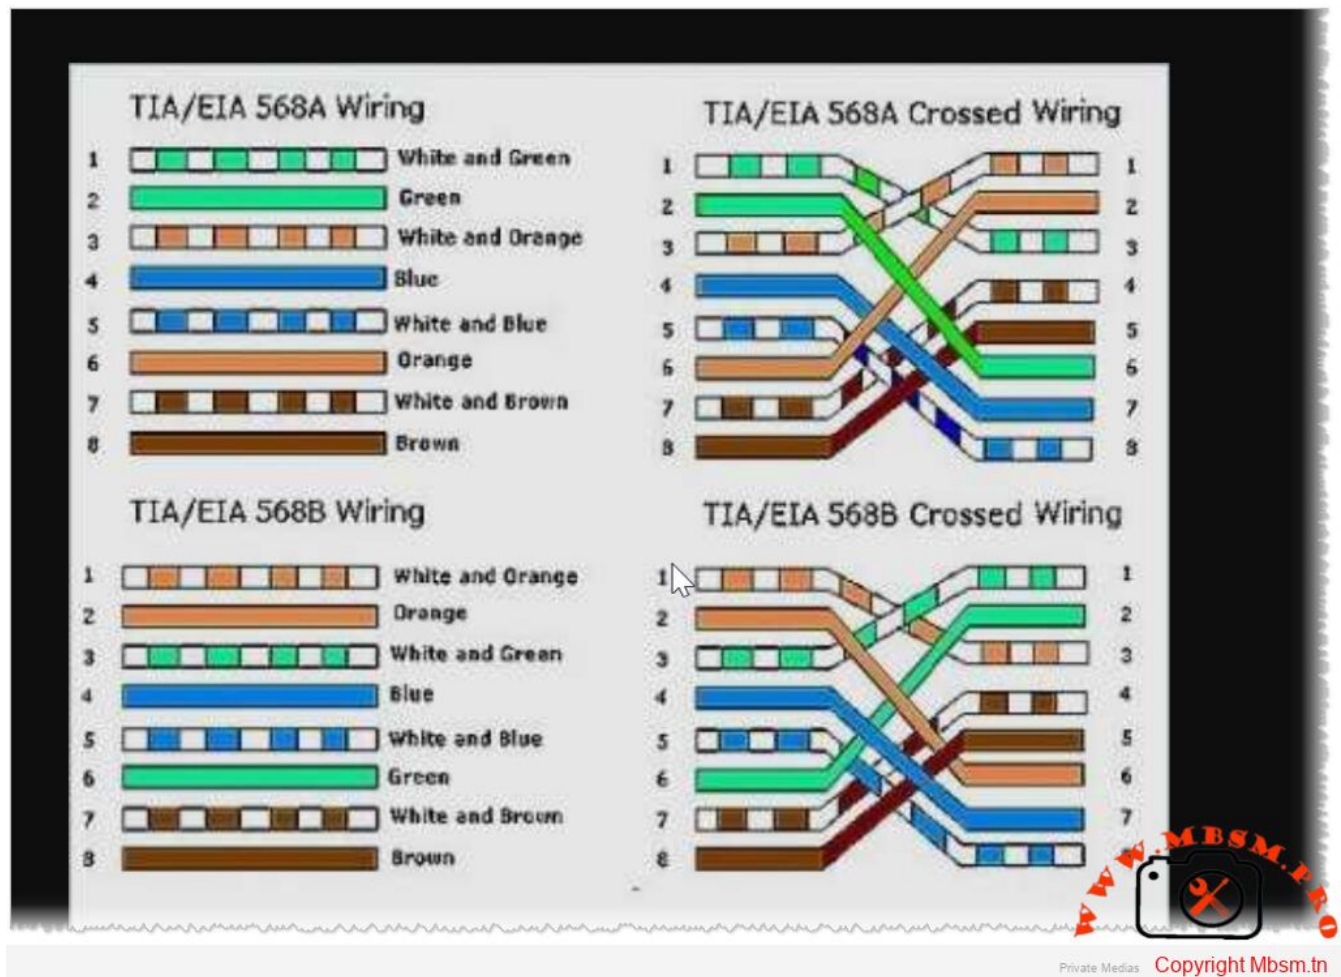 TIA/EIA 568A Wiring
1 White and Green
2 Green
3 White and Orange
4 Blue
5 White and Blue
6 Orange
7 White and Brown
8 Brown
TIA/EIA 568A Crossed Wiring
1 1
2 2
3 3
4 4
5 5
6 6
7 7
8 8
TIA/EIA 568B Wiring
1 White and Orange
2 Orange
3 White and Green
4 Blue
5 White and Blue
6 Green
7 White and Brown
8 Brown
TIA/EIA 568B Crossed Wiring
1 1
2 2
3 3
4 4
5 5
6 6
7 7
8
WWW.MBSM.PRO
Private Medias Copyright Mbsm.tn